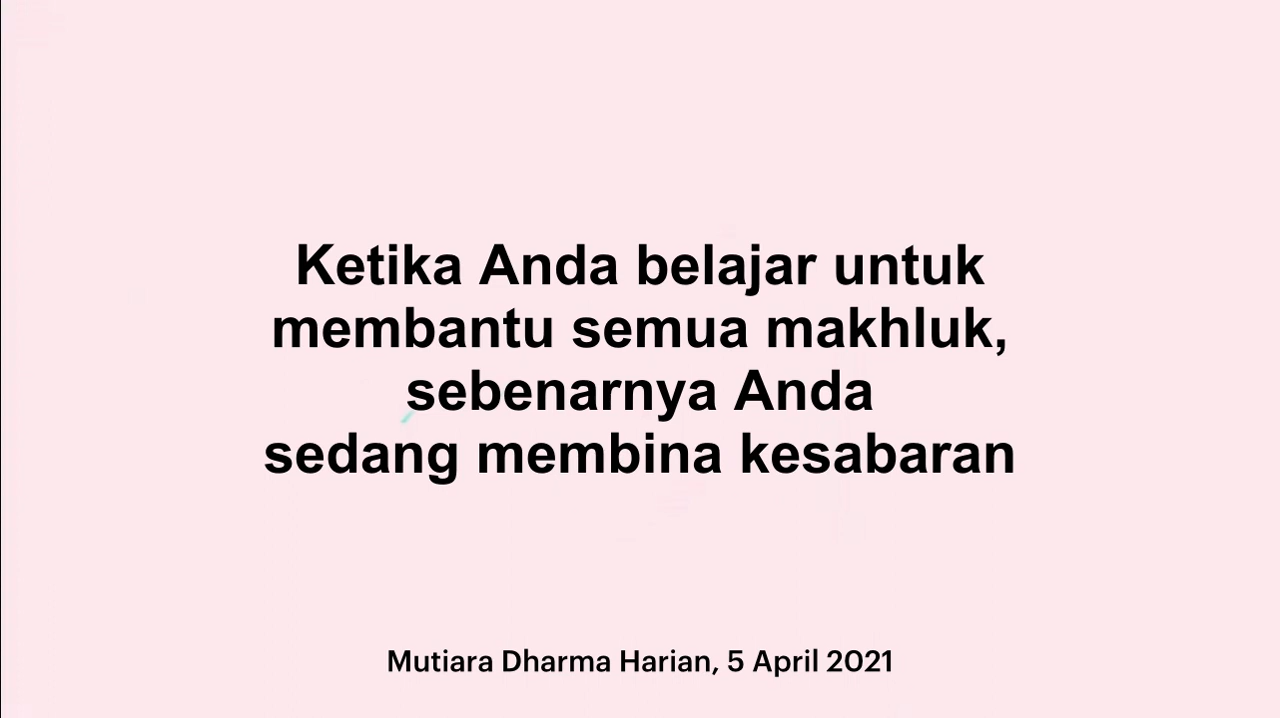 Ketika Anda belajar untuk
membantu semua makhluk,
sebenarnya Anda
sedang membina kesabaran
Mutiara Dharma Harian, 5 April 2021